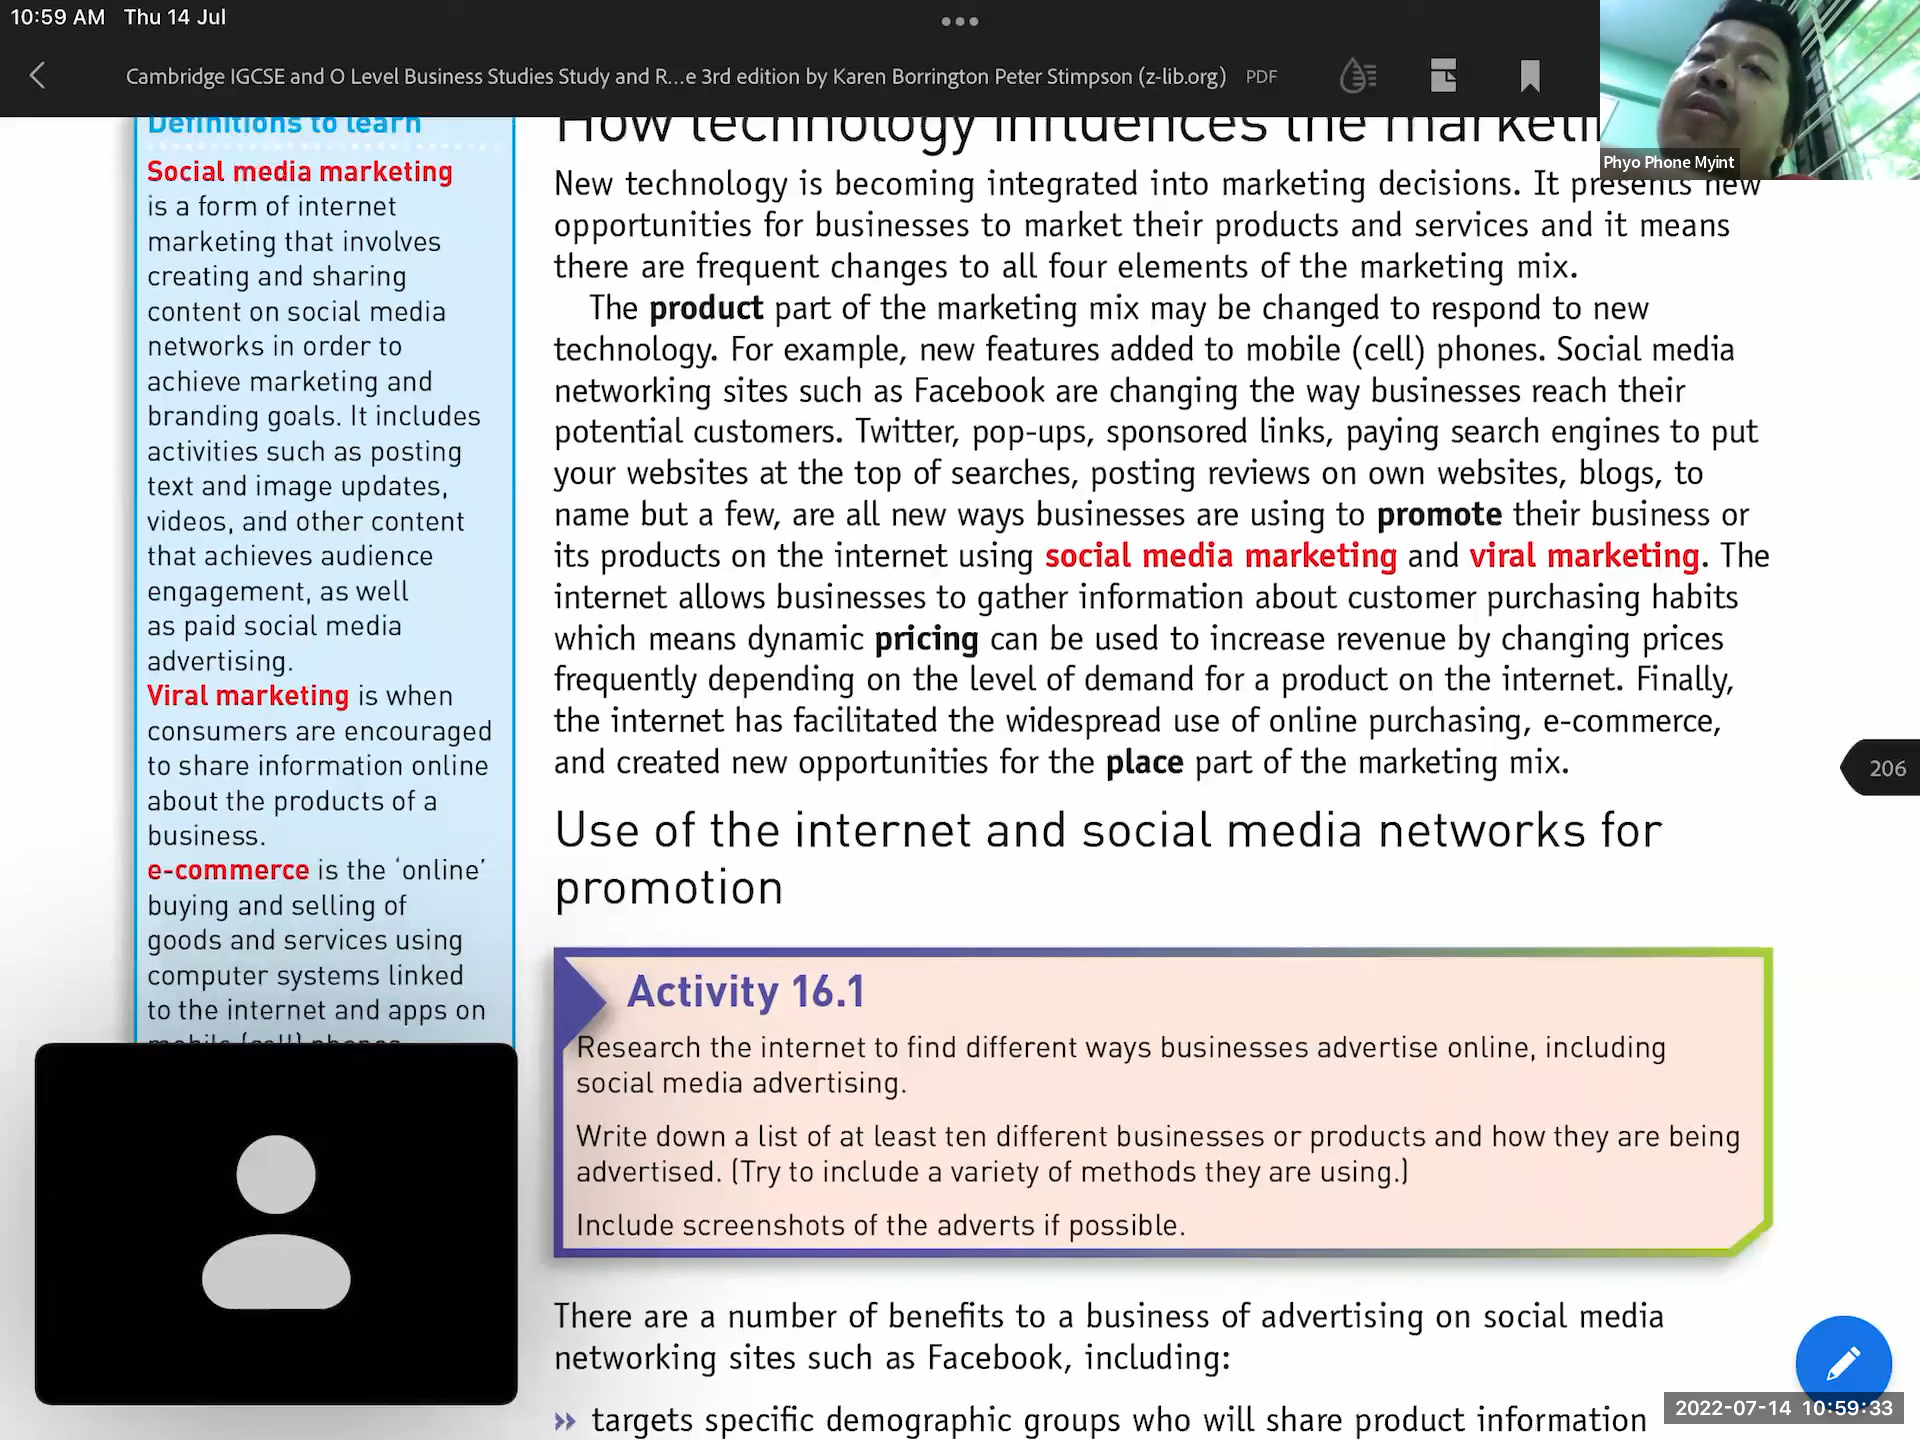 10:59 AM Thu 14 Jul
Cambridge IGCSE and O Level Business Studies Study and R...e 3rd edition by Karen Borrington Peter Stimpson (z-lib.org) PDF
Phyo Phone Myint
Definitions to learn
Social media marketing
is a form of internet
marketing that involves
creating and sharing
content on social media
networks in order to
achieve marketing and
branding goals. It includes
activities such as posting
text and image updates,
videos, and other content
that achieves audience
engagement, as well
as paid social media
advertising.
Viral marketing is when
consumers are encouraged
to share information online
about the products of a
business.
e-commerce is the ‘online’
buying and selling of
goods and services using
computer systems linked
to the internet and apps on
mobile (cell) phones.
How technology influences the marketi
New technology is becoming integrated into marketing decisions. It presents new
opportunities for businesses to market their products and services and it means
there are frequent changes to all four elements of the marketing mix.
The product part of the marketing mix may be changed to respond to new
technology. For example, new features added to mobile (cell) phones. Social media
networking sites such as Facebook are changing the way businesses reach their
potential customers. Twitter, pop-ups, sponsored links, paying search engines to put
your websites at the top of searches, posting reviews on own websites, blogs, to
name but a few, are all new ways businesses are using to promote their business or
its products on the internet using social media marketing and viral marketing. The
internet allows businesses to gather information about customer purchasing habits
which means dynamic pricing can be used to increase revenue by changing prices
frequently depending on the level of demand for a product on the internet. Finally,
the internet has facilitated the widespread use of online purchasing, e-commerce,
and created new opportunities for the place part of the marketing mix.
206
Use of the internet and social media networks for
promotion
Activity 16.1
Research the internet to find different ways businesses advertise online, including
social media advertising.
Write down a list of at least ten different businesses or products and how they are being
advertised. (Try to include a variety of methods they are using.)
Include screenshots of the adverts if possible.
There are a number of benefits to a business of advertising on social media
networking sites such as Facebook, including:
» targets specific demographic groups who will share product information
2022-07-14 10:59:33